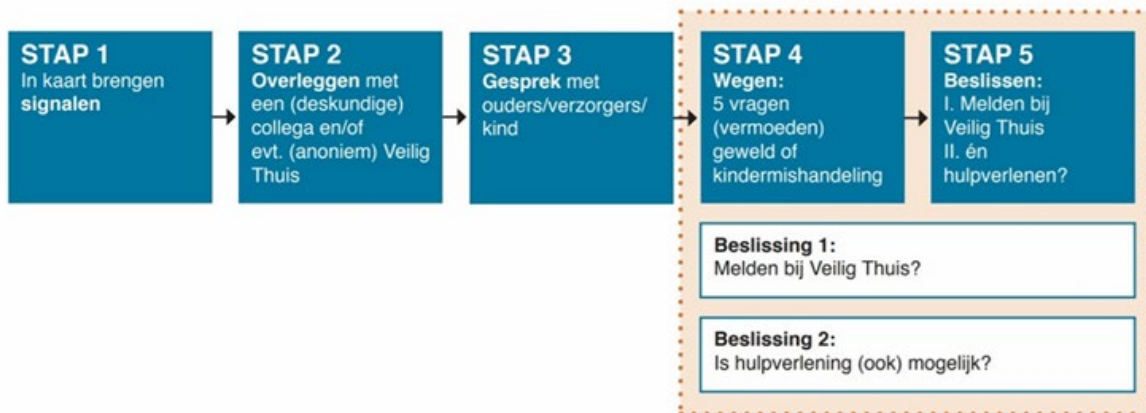 STAP 1
In kaart brengen
signalen
STAP 2
Overleggen met
een (deskundige)
collega en/of
evt. (anoniem) Veilig
Thuis
STAP 3
Gesprek met
ouders/verzorgers/
kind
STAP 4
Wegen:
5 vragen
(vermoeden)
geweld of
kindermishandeling
STAP 5
Beslissen:
I. Melden bij
Veilig Thuis
II. én
hulpverlenen?
Beslissing 1:
Melden bij Veilig Thuis?
Beslissing 2:
Is hulpverlening (ook) mogelijk?